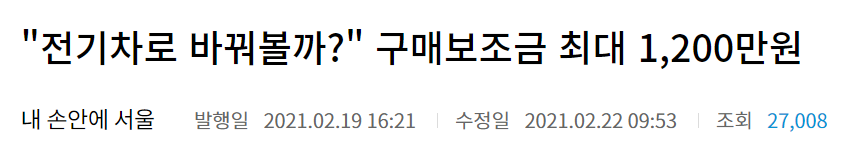 "전기차로 바꿔볼까?" 구매보조금 최대 1,200만원
내 손안에 서울 발행일 2021.02.19 16:21 수정일 2021.02.22 09:53 조회 27,008